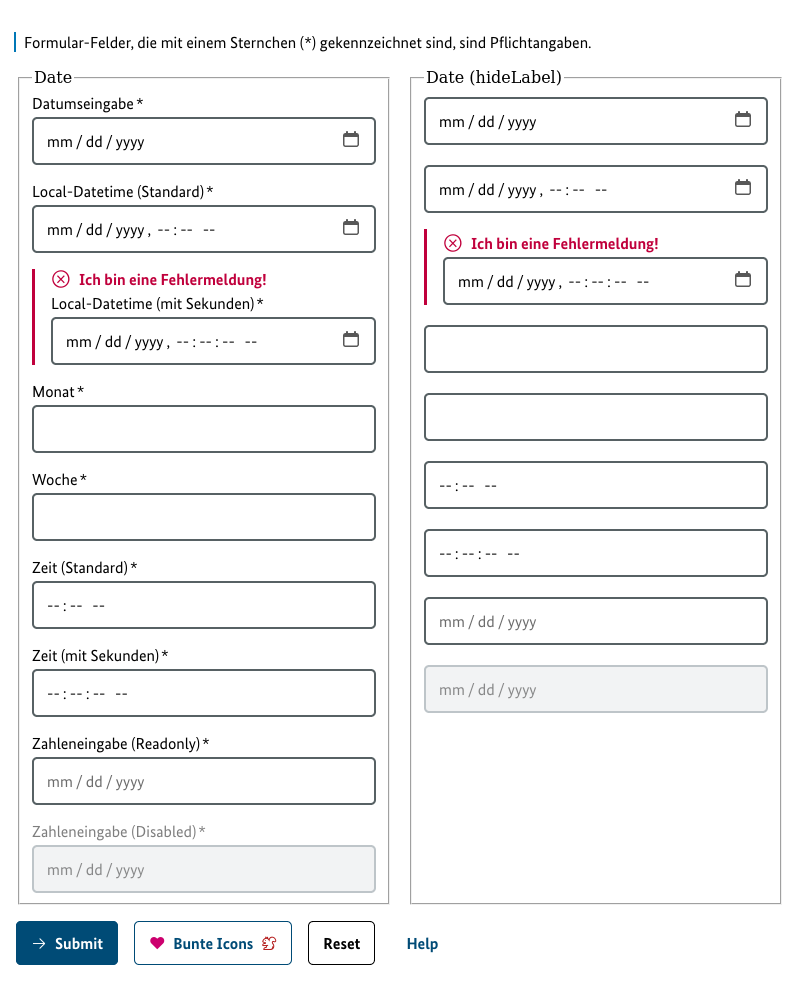 Formular-Felder, die mit einem Sternchen (*) gekennzeichnet sind, sind Pflichtangaben.
Date
Datumseingabe *
mm / dd / yyyy
Local-Datetime (Standard) *
mm / dd / yyyy , -- : -- --
Ich bin eine Fehlermeldung!
Local-Datetime (mit Sekunden) *
mm / dd / yyyy , -- : -- : -- --
Monat *
Woche *
Zeit (Standard) *
-- : -- --
Zeit (mit Sekunden) *
-- : -- : -- --
Zahleneingabe (Readonly) *
mm / dd / yyyy
Zahleneingabe (Disabled) *
mm / dd / yyyy
Date (hideLabel)
mm / dd / yyyy
mm / dd / yyyy , -- : -- --
Ich bin eine Fehlermeldung!
mm / dd / yyyy , -- : -- : -- --
-- : -- --
-- : -- : -- --
mm / dd / yyyy
mm / dd / yyyy
Submit
Bunte Icons
Reset
Help